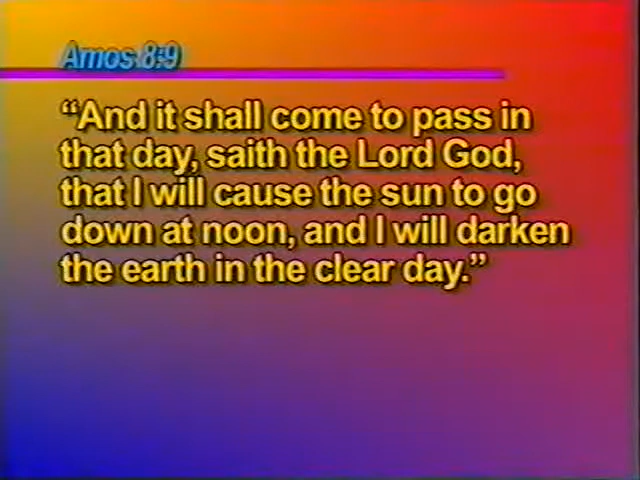 Amos 8:9
“And it shall come to pass in
that day, saith the Lord God,
that I will cause the sun to go
down at noon, and I will darken
the earth in the clear day.”